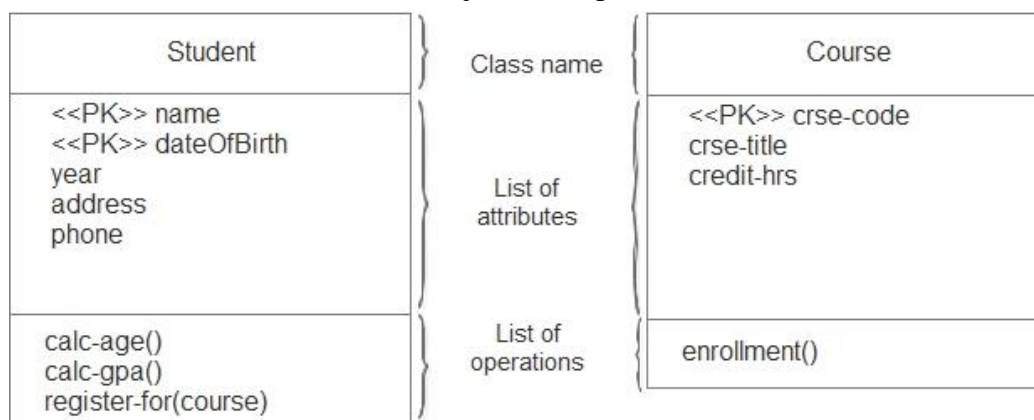 Student
<<PK>> name
<<PK>> dateOfBirth
year
address
phone
calc-age()
calc-gpa()
register-for(course)
Class name
List of
attributes
List of
operations
Course
<<PK>> crse-code
crse-title
credit-hrs
enrollment()